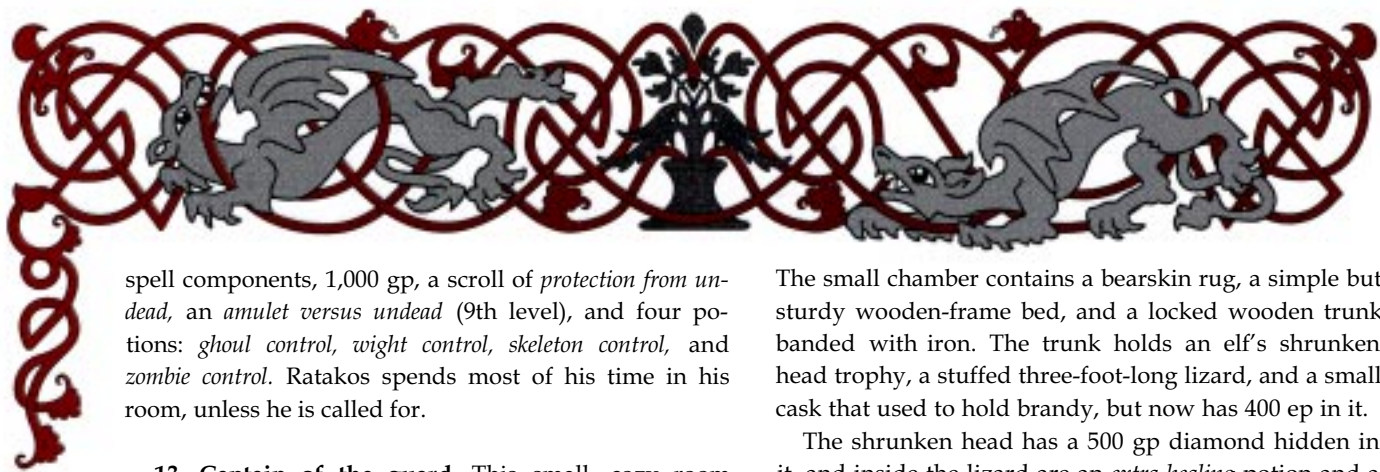 spell components, 1,000 gp, a scroll of protection from un-
dead, an amulet versus undead (9th level), and four po-
tions: ghoul control, wight control, skeleton control, and
zombie control. Ratakos spends most of his time in his
room, unless he is called for.
13. Captain of the guard. This small, cozy room
The small chamber contains a bearskin rug, a simple but
sturdy wooden-frame bed, and a locked wooden trunk
banded with iron. The trunk holds an elf's shrunken
head trophy, a stuffed three-foot-long lizard, and a small
cask that used to hold brandy, but now has 400 ep in it.
The shrunken head has a 500 gp diamond hidden in
it, and inside the lizard are an extra healing potion and a